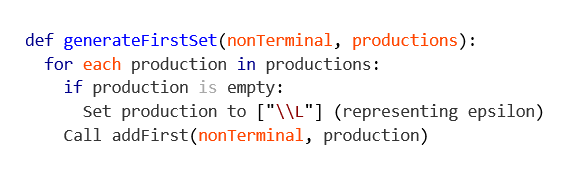 def generateFirstSet(nonTerminal, productions):
for each production in productions:
if production is empty:
Set production to ["\\L"] (representing epsilon)
Call addFirst(nonTerminal, production)